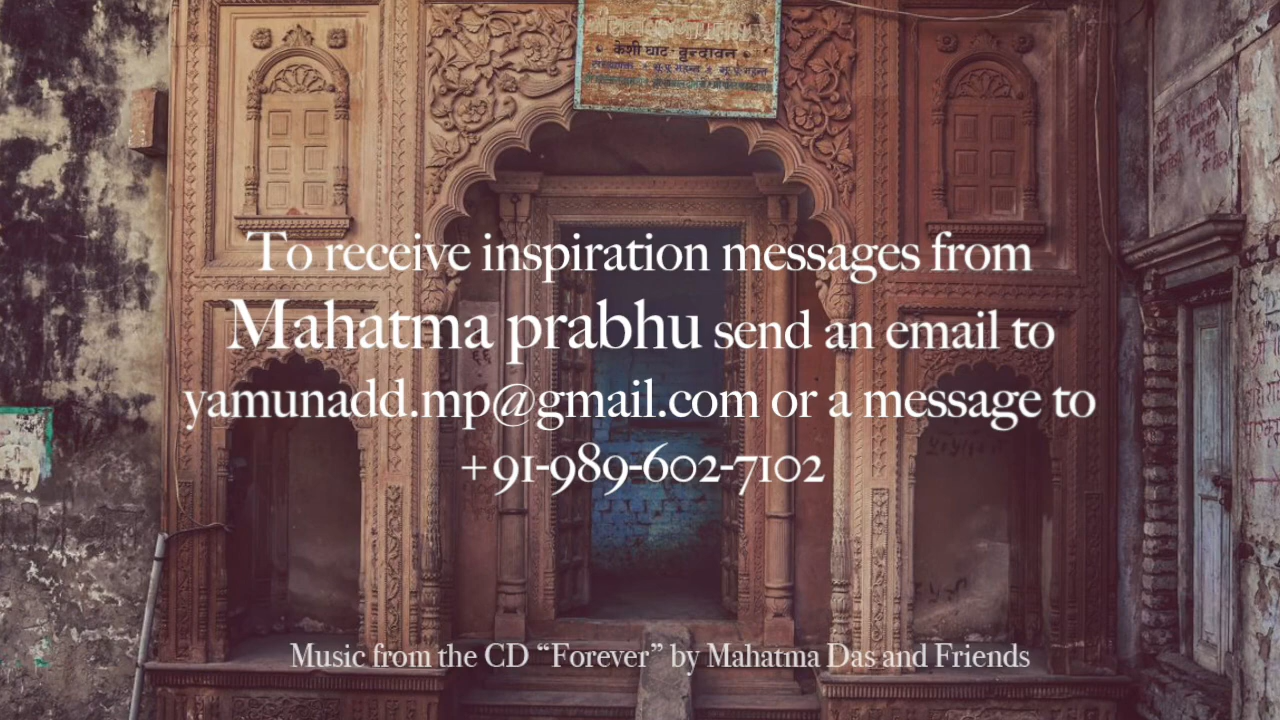 केशी घाट • वृन्दावन
To receive inspiration messages from
Mahatma prabhu send an email to
yamunadd.mp@gmail.com or a message to
+91-989-602-7102
Music from the CD “Forever” by Mahatma Das and Friends